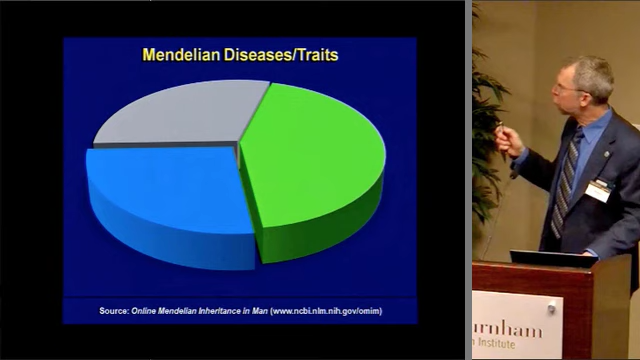 Mendelian Diseases/Traits
Source: Online Mendelian Inheritance in Man (www.ncbi.nlm.nih.gov/omim)
urnham
Institute